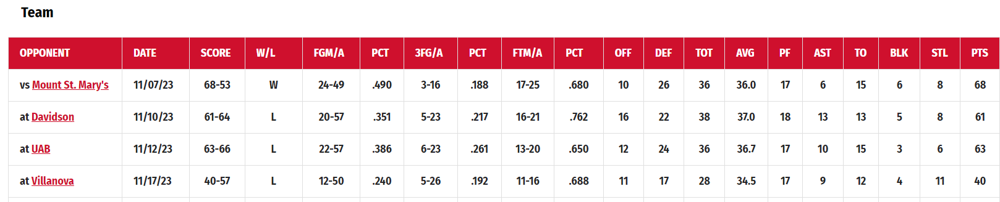 Team
OPPONENT DATE SCORE W/L FGM/A PCT 3FG/A PCT FTM/A PCT OFF DEF TOT AVG PF AST TO BLK STL PTS
vs Mount St. Mary's 11/07/23 68-53 W 24-49 .490 3-16 .188 17-25 .680 10 26 36 36.0 17 6 15 6 8 68
at Davidson 11/10/23 61-64 L 20-57 .351 5-23 .217 16-21 .762 16 22 38 37.0 18 13 13 5 8 61
at UAB 11/12/23 63-66 L 22-57 .386 6-23 .261 13-20 .650 12 24 36 36.7 17 10 15 3 6 63
at Villanova 11/17/23 40-57 L 12-50 .240 5-26 .192 11-16 .688 11 17 28 34.5 17 9 12 4 11 40